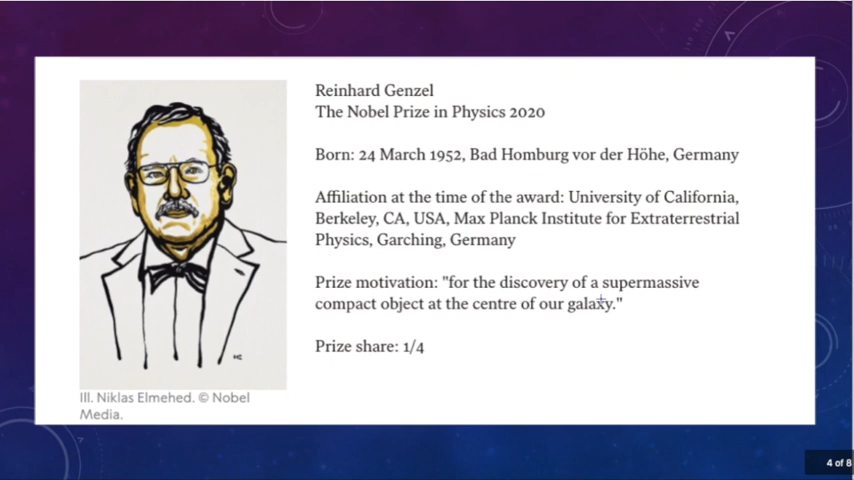 Reinhard Genzel
The Nobel Prize in Physics 2020
Born: 24 March 1952, Bad Homburg vor der Höhe, Germany
Affiliation at the time of the award: University of California,
Berkeley, CA, USA, Max Planck Institute for Extraterrestrial
Physics, Garching, Germany
Prize motivation: "for the discovery of a supermassive
compact object at the centre of our galaxy."
Prize share: 1/4
Ill. Niklas Elmehed. © Nobel
Media.
4 of 8